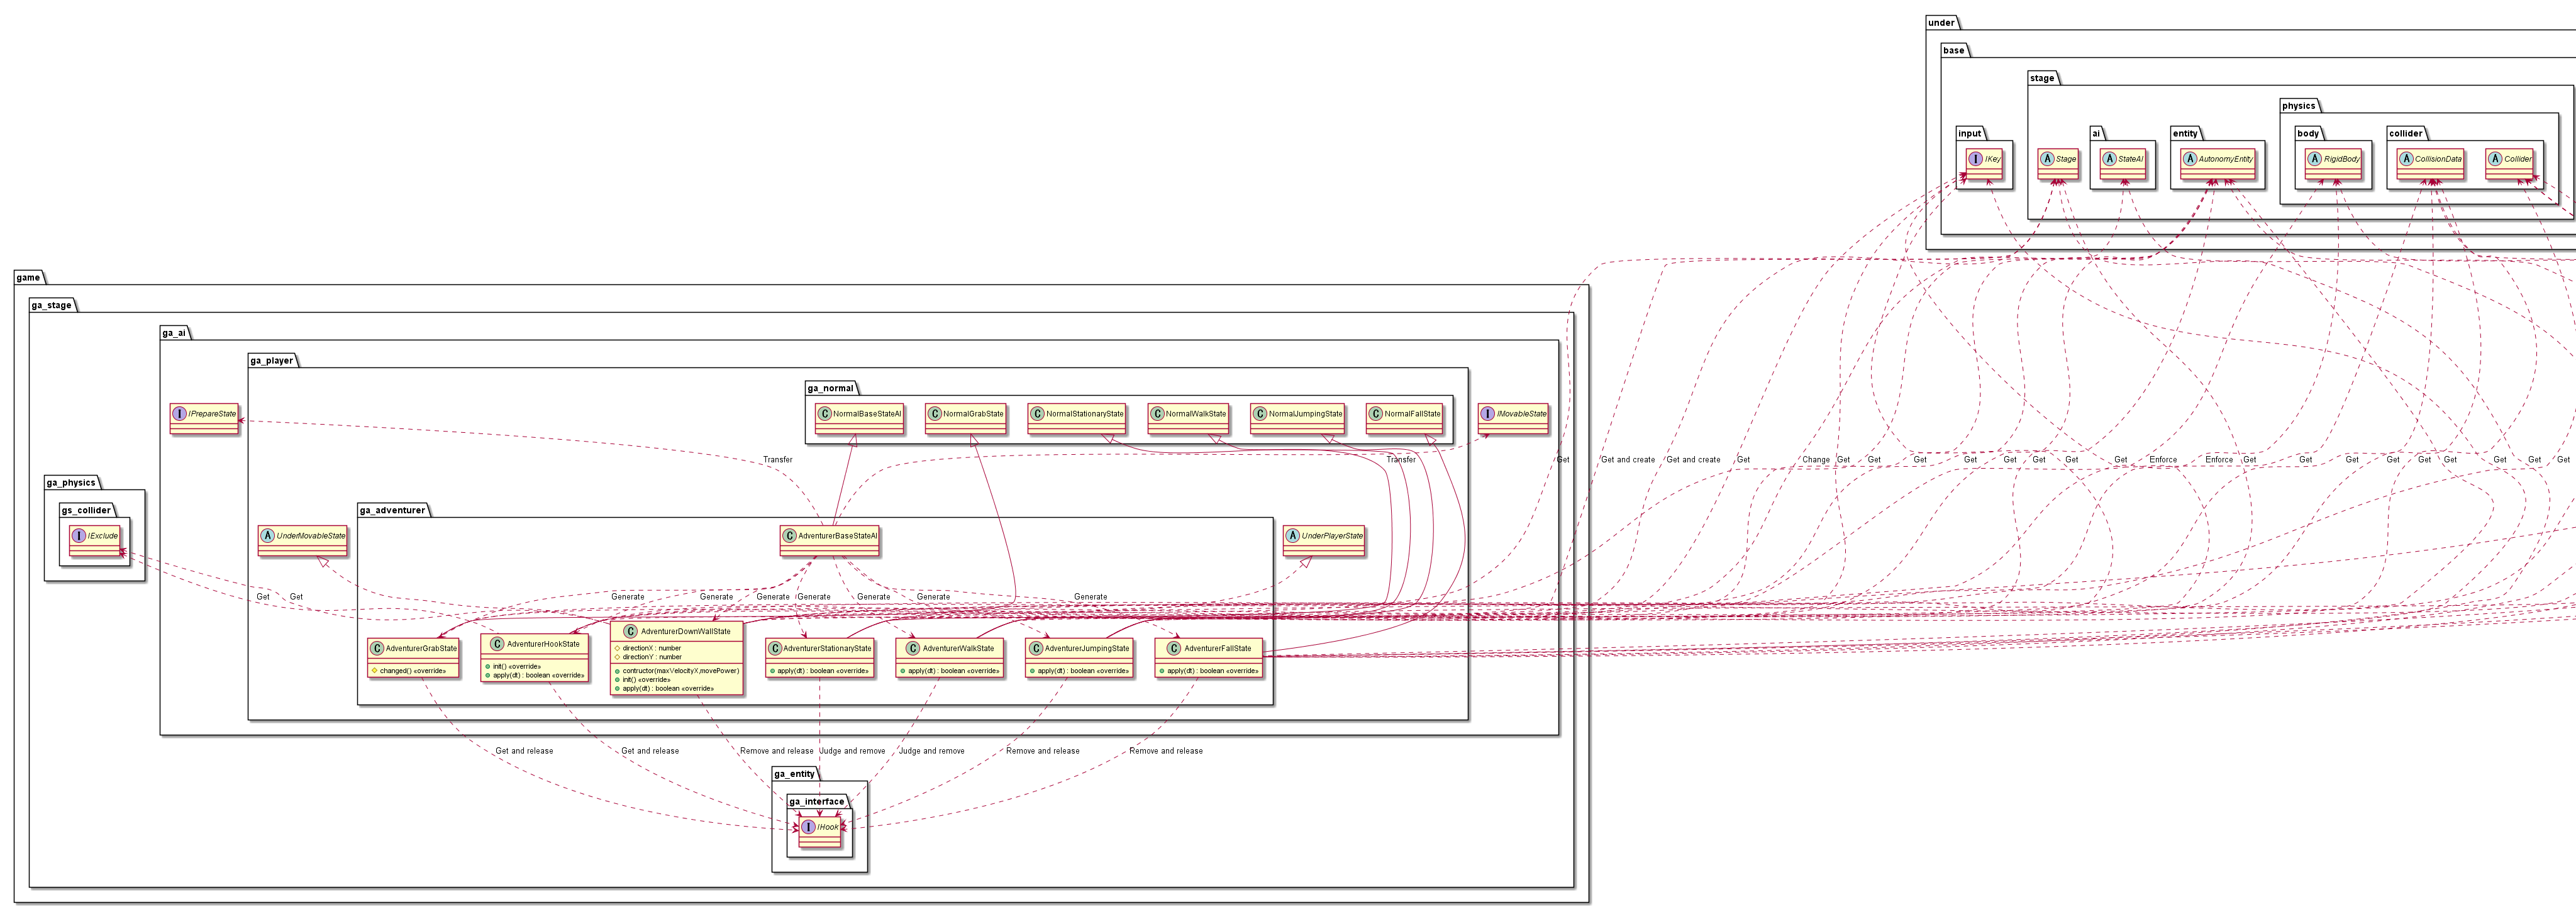 under
base
stage
physics
input
ai
entity
body
collider
IKey
Stage
StateAI
AutonomyEntity
RigidBody
CollisionData
Collider
game
ga_stage
ga_ai
ga_player
ga_normal
IPrepareState
NormalBaseStateAI
NormalGrabState
NormalStationaryState
NormalWalkState
NormalJumpingState
NormalFallState
IMovableState
Transfer
Transfer
Get
Get and create
Get and create
Get
Change
Get
Get
Get
Get
Get
Get
Get
Get
Enforce
Enforce
Get
Get
Get
Get
Get
Get
Get
Get
Get
ga_physics
gs_collider
IExclude
ga_adventurer
UnderMovableState
AdventurerBaseStateAI
UnderPlayerState
Get
Get
Generate
Generate
Generate
Generate
Generate
Generate
Generate
AdventurerGrabState
changed() «override»
AdventurerHookState
init() «override»
apply(dt) : boolean «override»
AdventurerDownWallState
directionX : number
directionY : number
contructor(maxVelocityX,movePower)
init() «override»
apply(dt) : boolean «override»
AdventurerStationaryState
apply(dt) : boolean «override»
AdventurerWalkState
apply(dt) : boolean «override»
AdventurerJumpingState
apply(dt) : boolean «override»
AdventurerFallState
apply(dt) : boolean «override»
Get and release
Get and release
Remove and release
Judge and remove
Judge and remove
Remove and release
Remove and release
ga_entity
ga_interface
IHook